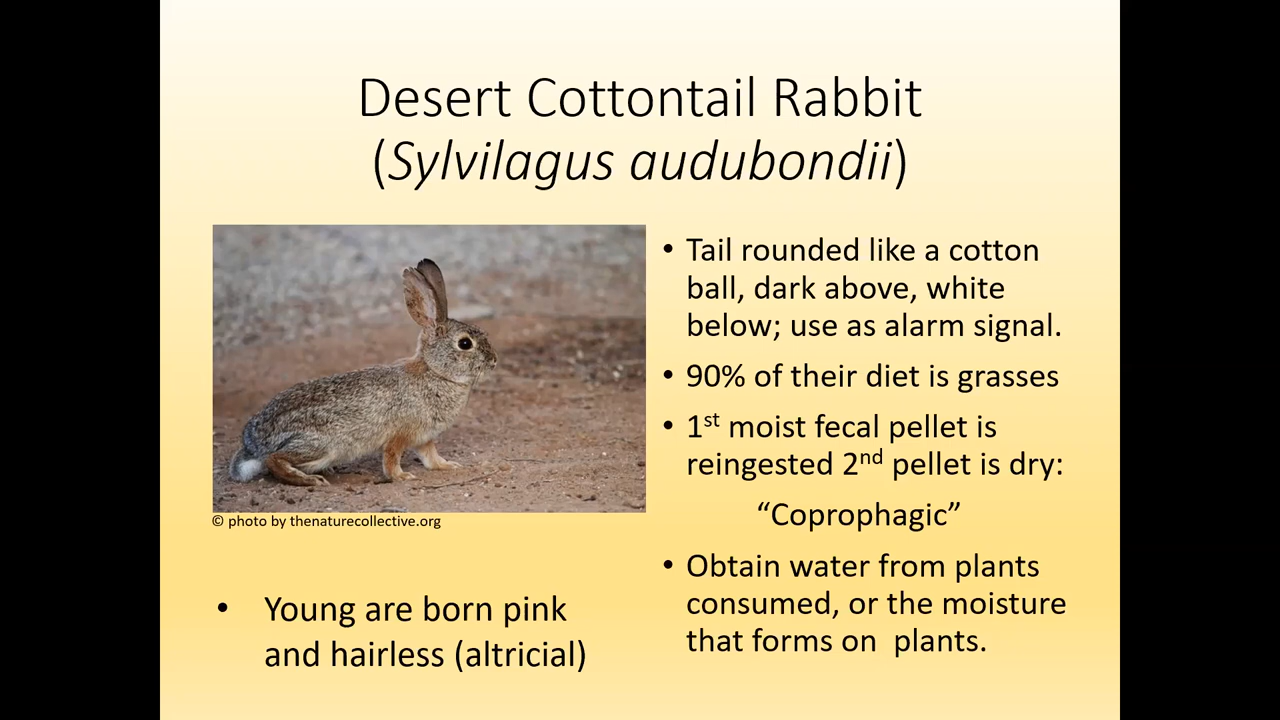 Desert Cottontail Rabbit
(Sylvilagus audubondii)
• Tail rounded like a cotton
ball, dark above, white
below; use as alarm signal.
• 90% of their diet is grasses
• 1st moist fecal pellet is
reingested 2nd pellet is dry:
“Coprophagic”
• Obtain water from plants
consumed, or the moisture
that forms on  plants.
© photo by thenaturecollective.org
• Young are born pink
and hairless (altricial)